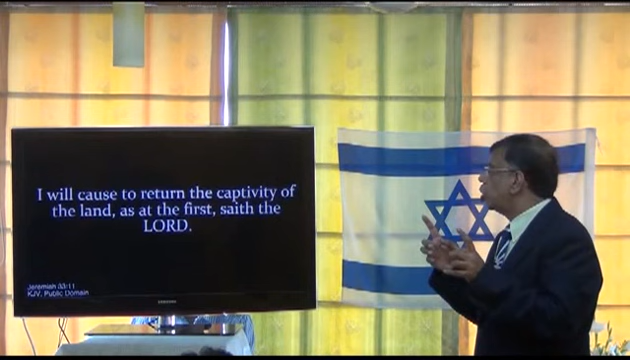 I will cause to return the captivity of
the land, as at the first, saith the
LORD.
Jeremiah 33:11
KJV, Public Domain
SAMSUNG